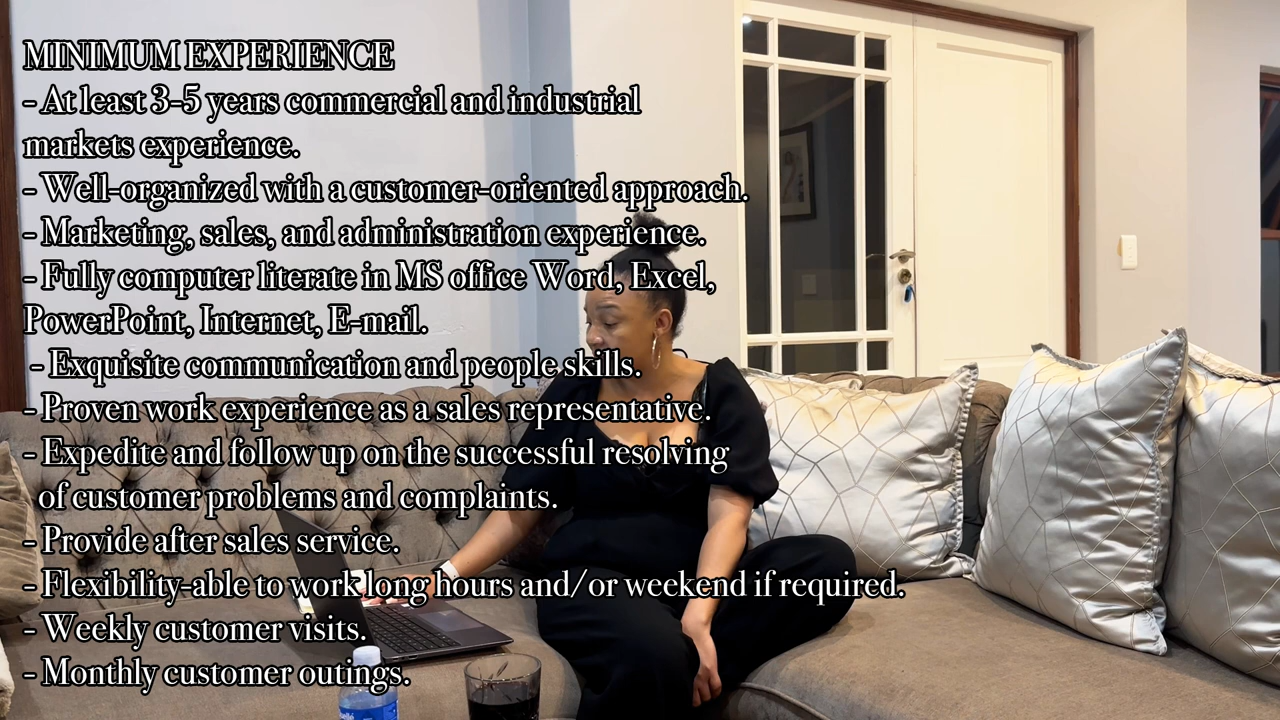 MINIMUM EXPERIENCE
- At least 3-5 years commercial and industrial
markets experience.
- Well-organized with a customer-oriented approach.
- Marketing, sales, and administration experience.
- Fully computer literate in MS office Word, Excel,
PowerPoint, Internet, E-mail.
- Exquisite communication and people skills.
- Proven work experience as a sales representative.
- Expedite and follow up on the successful resolving
of customer problems and complaints.
- Provide after sales service.
- Flexibility-able to work long hours and/or weekend if required.
- Weekly customer visits.
- Monthly customer outings.